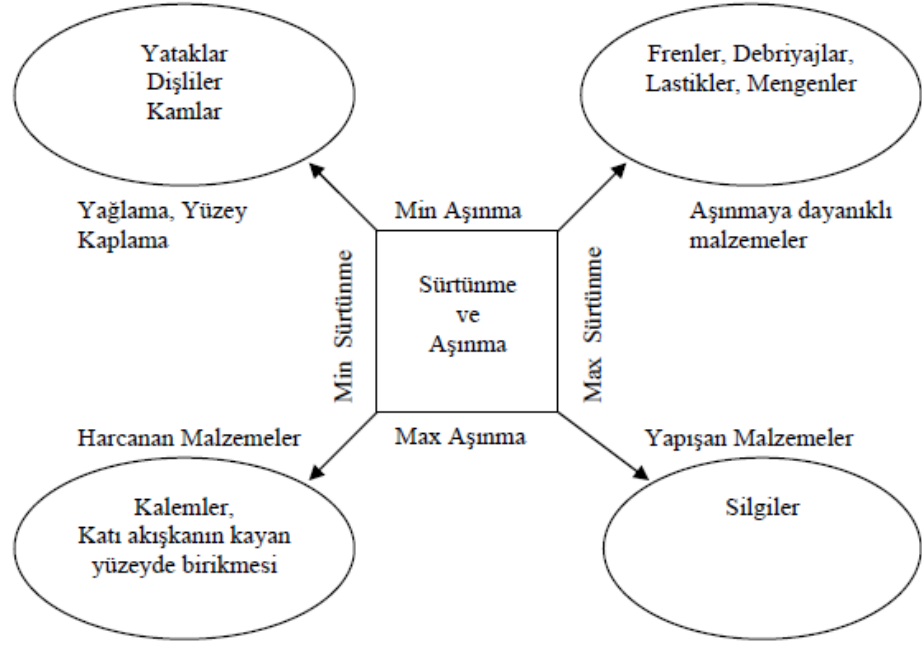 Yataklar
Dişliler
Kamlar
Frenler, Debriyajlar,
Lastikler, Mengenler
Yağlama, Yüzey
Kaplama
Min Aşınma
Aşınmaya dayanıklı
malzemeler
Min Sürtünme
Sürtünme
ve
Aşınma
Max Sürtünme
Harcanan Malzemeler
Max Aşınma
Yapışan Malzemeler
Kalemler,
Katı akışkanın kayan
yüzeyde birikmesi
Silgiler